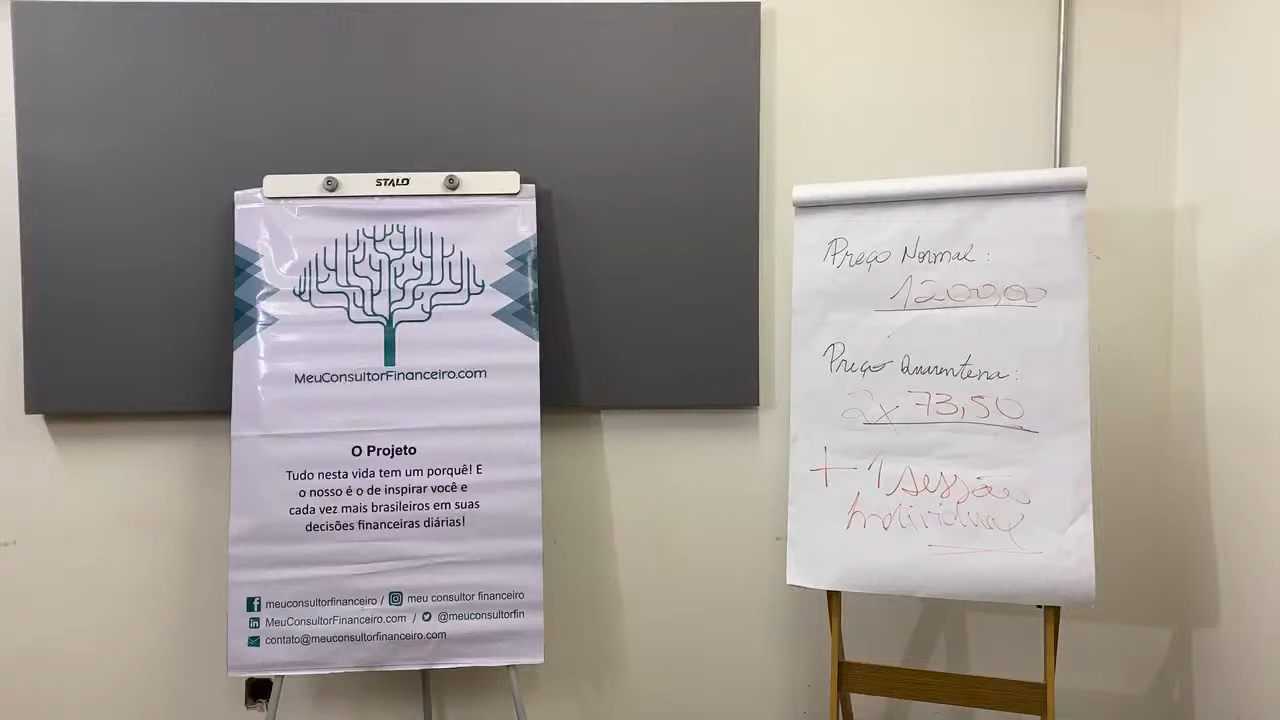 STALO
MeuConsultorFinanceiro.com
O Projeto
Tudo nesta vida tem um porquê! E
o nosso é o de inspirar você e
cada vez mais brasileiros em suas
decisões financeiras diárias!
meuconsultorfinanceiro / meu consultor financeiro
MeuConsultorFinanceiro.com / @meuconsultorfin
contato@meuconsultorfinanceiro.com
Preço Normal:
1200,00
Preço Quarentena:
2x 73,50
+ 1 sessão
Individual